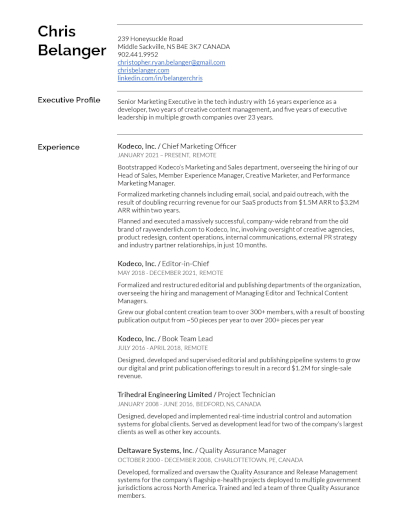 Chris
Belanger
239 Honeysuckle Road
Middle Sackville, NS B4E 3K7 CANADA
902.441.9952
christopher.ryan.belanger@gmail.com
chrisbelanger.com
linkedin.com/in/belangerchris
Executive Profile
Senior Marketing Executive in the tech industry with 16 years experience as a
developer, two years of creative content management, and five years of executive
leadership in multiple growth companies over 23 years.
Experience
Kodeco, Inc. / Chief Marketing Officer
JANUARY 2021 – PRESENT, REMOTE
Bootstrapped Kodeco's Marketing and Sales department, overseeing the hiring of our
Head of Sales, Member Experience Manager, Creative Marketer, and Performance
Marketing Manager.
Formalized marketing channels including email, social, and paid outreach, with the
result of doubling recurring revenue for our SaaS products from $1.5M ARR to $3.2M
ARR within two years.
Planned and executed a massively successful, company-wide rebrand from the old
brand of raywenderlich.com to Kodeco, Inc, involving oversight of creative agencies,
product redesign, content operations, internal communications, external PR strategy
and industry partner relationships, in just 10 months.
Kodeco, Inc. / Editor-in-Chief
MAY 2018 - DECEMBER 2021, REMOTE
Formalized and restructured editorial and publishing departments of the organization,
overseeing the hiring and management of Managing Editor and Technical Content
Managers.
Grew our global content creation team to over 300+ members, with a result of boosting
publication output from ~50 pieces per year to over 200+ pieces per year
Kodeco, Inc. / Book Team Lead
JULY 2016 - APRIL 2018, REMOTE
Designed, developed and supervised editorial and publishing pipeline systems to grow
our digital and print publication offerings to result in a record $1.2M for single-sale
revenue.
Trihedral Engineering Limited / Project Technician
JANUARY 2008 - JUNE 2016, BEDFORD, NS, CANADA
Designed, developed and implemented real-time industrial control and automation
systems for global clients. Served as development lead for two of the company's largest
clients as well as other key accounts.
Deltaware Systems, Inc. / Quality Assurance Manager
OCTOBER 2000 - DECEMBER 2008, CHARLOTTETOWN, PE, CANADA
Developed, formalized and oversaw the Quality Assurance and Release Management
systems for the company's flagship e-health projects deployed to multiple government
jurisdictions across North America. Trained and led a team of three Quality Assurance
members.